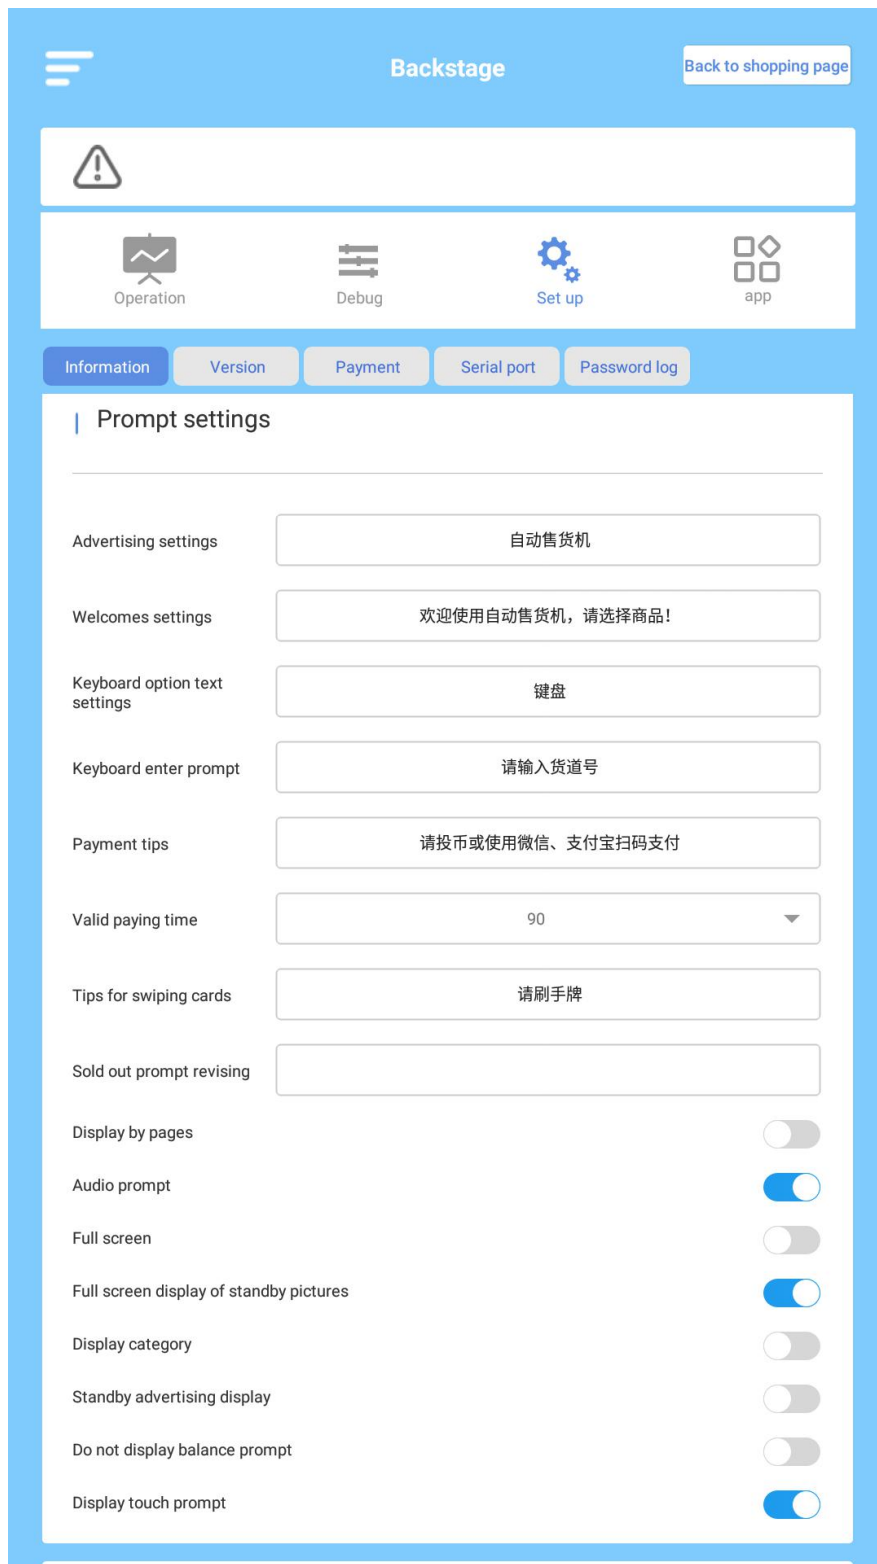 Backstage
Back to shopping page
Operation
Debug
Set up
app
Information
Version
Payment
Serial port
Password log
Prompt settings
Advertising settings
自动售货机
Welcomes settings
欢迎使用自动售货机，请选择商品！
Keyboard option text
settings
键盘
Keyboard enter prompt
请输入货道号
Payment tips
请投币或使用微信、支付宝扫码支付
Valid paying time
90
Tips for swiping cards
请刷手牌
Sold out prompt revising
Display by pages
Audio prompt
Full screen
Full screen display of standby pictures
Display category
Standby advertising display
Do not display balance prompt
Display touch prompt